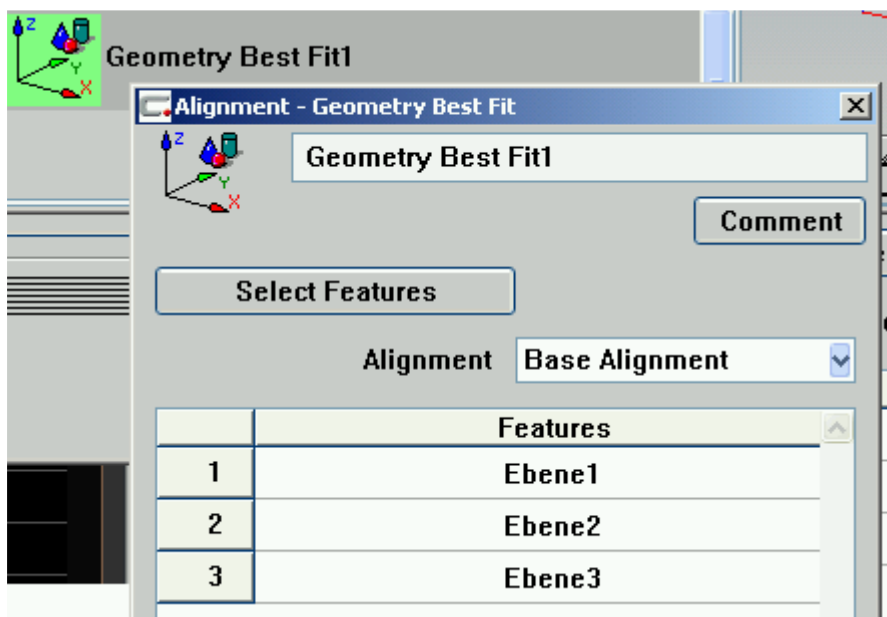 Z
Y
X
Geometry Best Fit1
Alignment - Geometry Best Fit
Z
Y
X
Geometry Best Fit1
Comment
Select Features
Alignment Base Alignment
Features
1 Ebene1
2 Ebene2
3 Ebene3